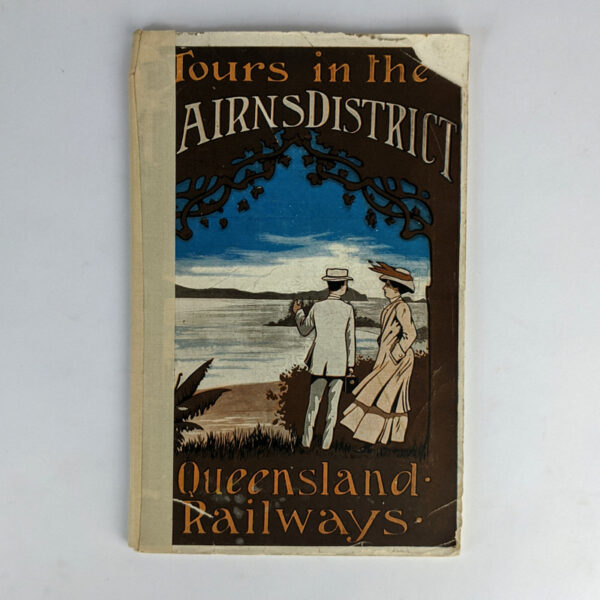 Tours in the
AIRNS DISTRICT
Queensland.
Railways.